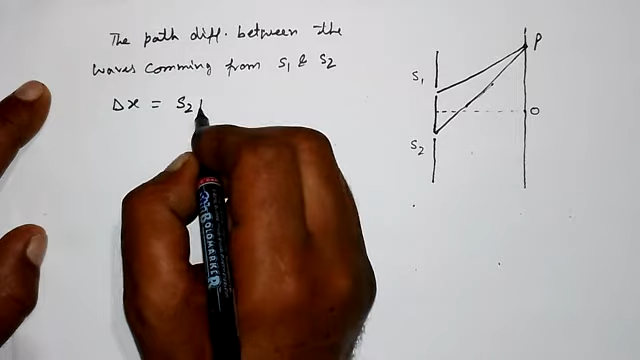 The path diff. between the
waves comming from S1 & S2
Δx = S2
P
S1
O
S2